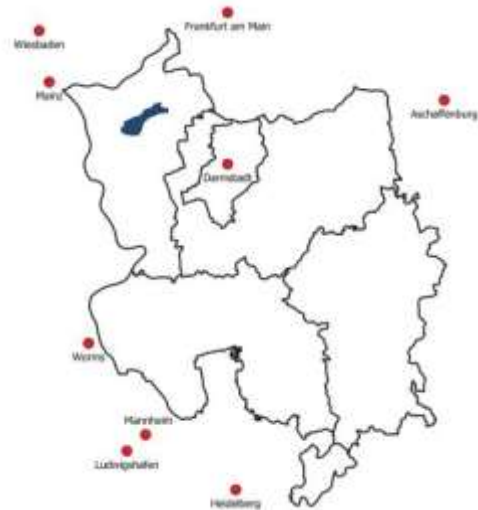 Frankfurt am Main
Wiesbaden
Mainz
Aschaffenburg
Darmstadt
Worms
Mannheim
Ludwigshafen
Heidelberg